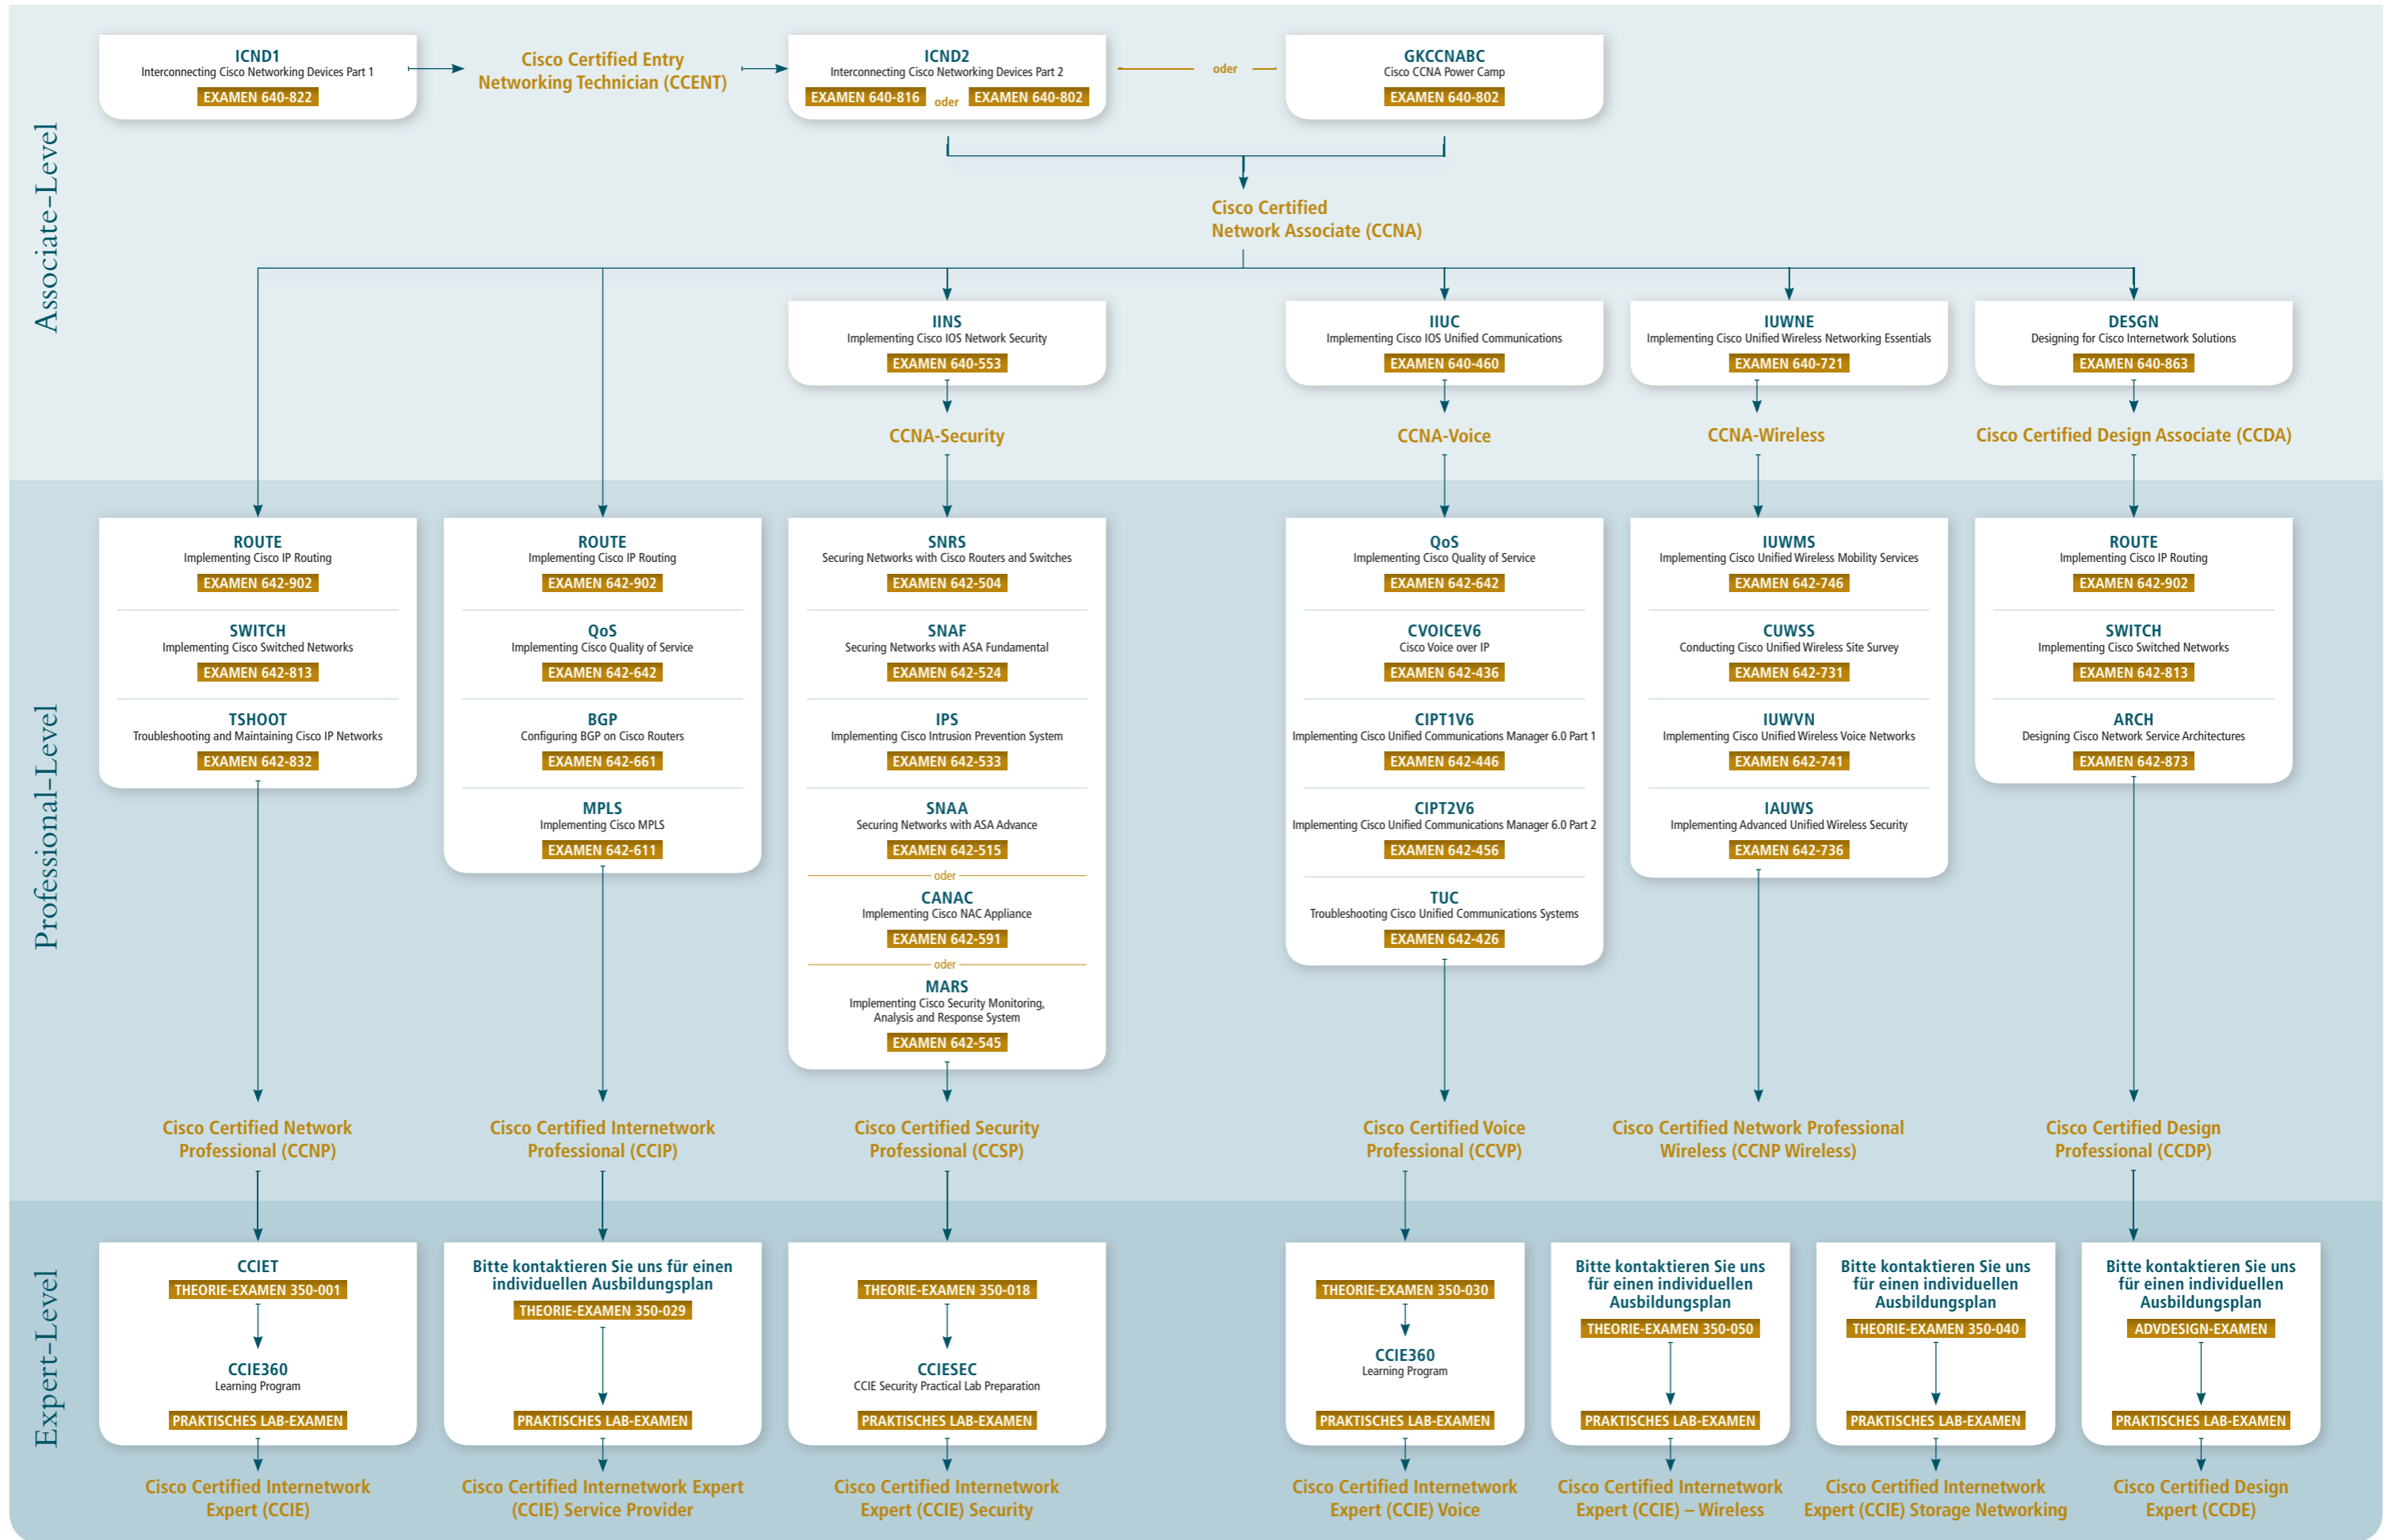 Associate-Level
ICND1
Interconnecting Cisco Networking Devices Part 1
EXAMEN 640-822
Cisco Certified Entry
Networking Technician (CCENT)
ICND2
Interconnecting Cisco Networking Devices Part 2
EXAMEN 640-816 oder EXAMEN 640-802
oder
GKCCNABC
Cisco CCNA Power Camp
EXAMEN 640-802
Cisco Certified
Network Associate (CCNA)
IINS
Implementing Cisco IOS Network Security
EXAMEN 640-553
CCNA-Security
IIUC
Implementing Cisco IOS Unified Communications
EXAMEN 640-460
CCNA-Voice
IUWNE
Implementing Cisco Unified Wireless Networking Essentials
EXAMEN 640-721
CCNA-Wireless
DESGN
Designing for Cisco Internetwork Solutions
EXAMEN 640-863
Cisco Certified Design Associate (CCDA)
Professional-Level
ROUTE
Implementing Cisco IP Routing
EXAMEN 642-902
SWITCH
Implementing Cisco Switched Networks
EXAMEN 642-813
TSHOOT
Troubleshooting and Maintaining Cisco IP Networks
EXAMEN 642-832
Cisco Certified Network
Professional (CCNP)
ROUTE
Implementing Cisco IP Routing
EXAMEN 642-902
QoS
Implementing Cisco Quality of Service
EXAMEN 642-642
BGP
Configuring BGP on Cisco Routers
EXAMEN 642-661
MPLS
Implementing Cisco MPLS
EXAMEN 642-611
Cisco Certified Internetwork
Professional (CCIP)
SNRS
Securing Networks with Cisco Routers and Switches
EXAMEN 642-504
SNAF
Securing Networks with ASA Fundamental
EXAMEN 642-524
IPS
Implementing Cisco Intrusion Prevention System
EXAMEN 642-533
SNAA
Securing Networks with ASA Advance
EXAMEN 642-515
oder
CANAC
Implementing Cisco NAC Appliance
EXAMEN 642-591
oder
MARS
Implementing Cisco Security Monitoring,
Analysis and Response System
EXAMEN 642-545
Cisco Certified Security
Professional (CCSP)
QoS
Implementing Cisco Quality of Service
EXAMEN 642-642
CVOICEV6
Cisco Voice over IP
EXAMEN 642-436
CIPT1V6
Implementing Cisco Unified Communications Manager 6.0 Part 1
EXAMEN 642-446
CIPT2V6
Implementing Cisco Unified Communications Manager 6.0 Part 2
EXAMEN 642-456
TUC
Troubleshooting Cisco Unified Communications Systems
EXAMEN 642-426
Cisco Certified Voice
Professional (CCVP)
IUWMS
Implementing Cisco Unified Wireless Mobility Services
EXAMEN 642-746
CUWSS
Conducting Cisco Unified Wireless Site Survey
EXAMEN 642-731
IUWVN
Implementing Cisco Unified Wireless Voice Networks
EXAMEN 642-741
IAUWS
Implementing Advanced Unified Wireless Security
EXAMEN 642-736
Cisco Certified Network Professional
Wireless (CCNP Wireless)
ROUTE
Implementing Cisco IP Routing
EXAMEN 642-902
SWITCH
Implementing Cisco Switched Networks
EXAMEN 642-813
ARCH
Designing Cisco Network Service Architectures
EXAMEN 642-873
Cisco Certified Design
Professional (CCDP)
Expert-Level
CCIET
THEORIE-EXAMEN 350-001
CCIE360
Learning Program
PRAKTISCHES LAB-EXAMEN
Cisco Certified Internetwork
Expert (CCIE)
Bitte kontaktieren Sie uns für einen
individuellen Ausbildungsplan
THEORIE-EXAMEN 350-029
PRAKTISCHES LAB-EXAMEN
Cisco Certified Internetwork Expert
(CCIE) Service Provider
THEORIE-EXAMEN 350-018
CCIESEC
CCIE Security Practical Lab Preparation
PRAKTISCHES LAB-EXAMEN
Cisco Certified Internetwork
Expert (CCIE) Security
THEORIE-EXAMEN 350-030
CCIE360
Learning Program
PRAKTISCHES LAB-EXAMEN
Cisco Certified Internetwork
Expert (CCIE) Voice
Bitte kontaktieren Sie uns
für einen individuellen
Ausbildungsplan
THEORIE-EXAMEN 350-050
PRAKTISCHES LAB-EXAMEN
Cisco Certified Internetwork
Expert (CCIE) – Wireless
Bitte kontaktieren Sie uns
für einen individuellen
Ausbildungsplan
THEORIE-EXAMEN 350-040
PRAKTISCHES LAB-EXAMEN
Cisco Certified Internetwork
Expert (CCIE) Storage Networking
Bitte kontaktieren Sie uns
für einen individuellen
Ausbildungsplan
ADVDESIGN-EXAMEN
PRAKTISCHES LAB-EXAMEN
Cisco Certified Design
Expert (CCDE)